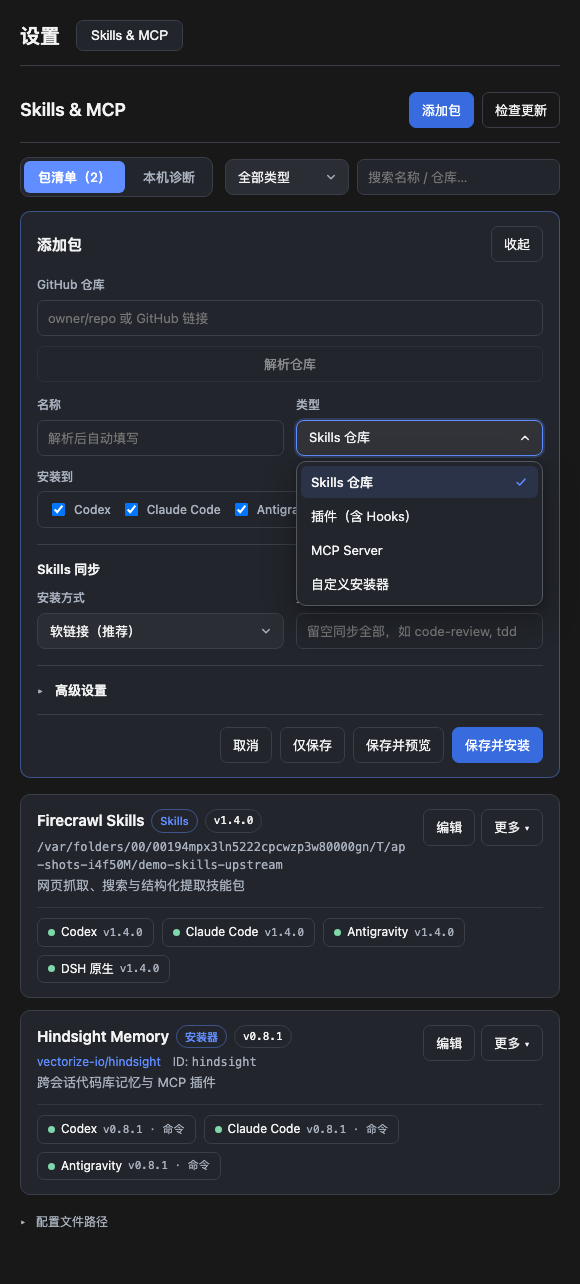 设置 Skills & MCP
Skills & MCP 添加包 检查更新
包清单（2） 本机诊断 全部类型 搜索名称 / 仓库...
添加包 收起
GitHub 仓库
owner/repo 或 GitHub 链接
解析仓库
名称 类型
解析后自动填写 Skills 仓库
安装到
Skills 仓库
插件（含 Hooks）
MCP Server
自定义安装器
Codex Claude Code
Skills 同步
安装方式
软链接（推荐） 留空同步全部，如 code-review, tdd
▸ 高级设置
取消 仅保存 保存并预览 保存并安装
Firecrawl Skills Skills v1.4.0 编辑 更多 ▾
/var/folders/00/00194mpx3ln5222cpcwzp3w80000gn/T/ap
-shots-i4f50M/demo-skills-upstream
网页抓取、搜索与结构化提取技能包
Codex v1.4.0 Claude Code v1.4.0 Antigravity v1.4.0
DSH 原生 v1.4.0
Hindsight Memory 安装器 v0.8.1 编辑 更多 ▾
vectorize-io/hindsight ID: hindsight
跨会话代码库记忆与 MCP 插件
Codex v0.8.1 · 命令 Claude Code v0.8.1 · 命令
Antigravity v0.8.1 · 命令
▸ 配置文件路径